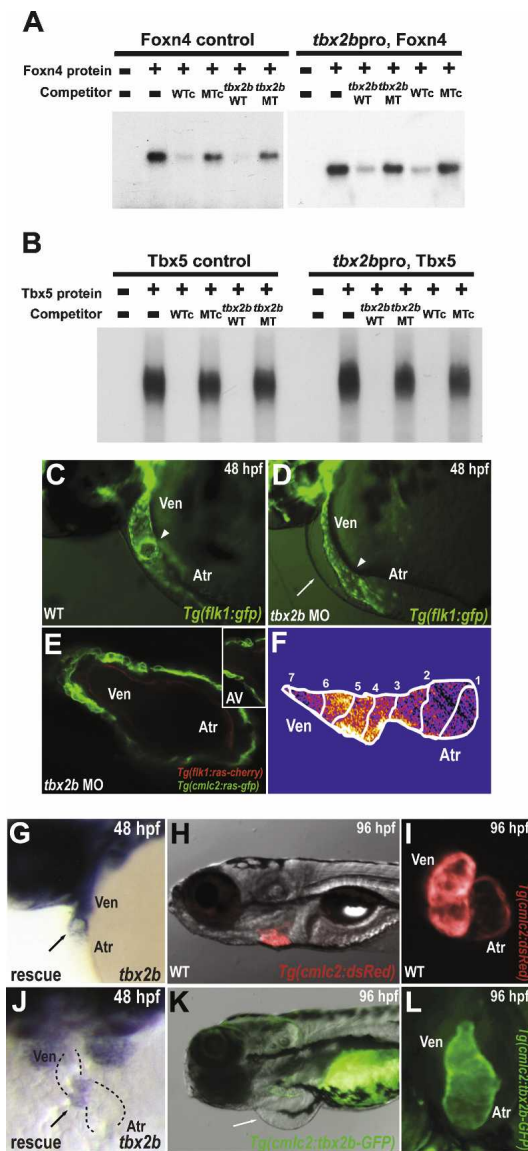 A
Foxn4 control
tbx2bpro, Foxn4
Foxn4 protein - + + + + + - + + + + +
Competitor - - WTc MTc tbx2b WT tbx2b MT - - tbx2b WT tbx2b MT WTc MTc
B
Tbx5 control
tbx2bpro, Tbx5
Tbx5 protein - + + + + + - + + + + +
Competitor - - WTc MTc tbx2b WT tbx2b MT - - tbx2b WT tbx2b MT WTc MTc
C
48 hpf
Ven
Atr
WT
Tg(flk1:gfp)
D
48 hpf
Ven
Atr
tbx2b MO
Tg(flk1:gfp)
E
Ven
Atr
AV
Tg(flk1:ras-cherry)
tbx2b MO
Tg(cmlc2:ras-gfp)
F
7 6 5 4 3 2 1
Ven
Atr
G
48 hpf
Ven
Atr
rescue
tbx2b
H
96 hpf
WT
Tg(cmlc2:dsRed)
I
96 hpf
Ven
Atr
WT
Tg(cmlc2:dsRed)
J
48 hpf
Ven
Atr
rescue
tbx2b
K
96 hpf
Tg(cmlc2:tbx2b-GFP)
L
96 hpf
Ven
Atr
Tg(cmlc2:tbx2b-GFP)